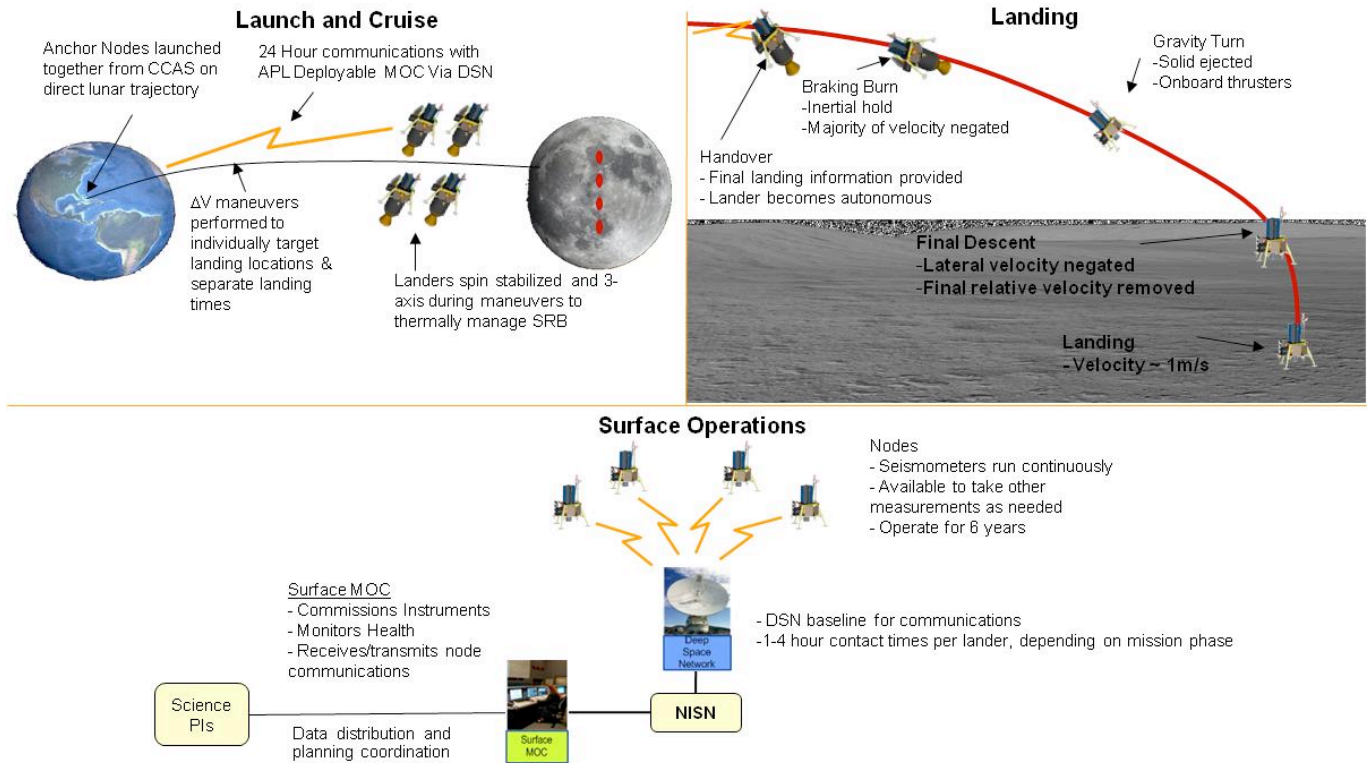 Launch and Cruise
Anchor Nodes launched
together from CCAS on
direct lunar trajectory
24 Hour communications with
APL Deployable MOC Via DSN
ΔV maneuvers
performed to
individually target
landing locations &
separate landing
times
Landers spin stabilized and 3-
axis during maneuvers to
thermally manage SRB
Landing
Gravity Turn
-Solid ejected
-Onboard thrusters
Braking Burn
-Inertial hold
-Majority of velocity negated
Handover
- Final landing information provided
- Lander becomes autonomous
Final Descent
-Lateral velocity negated
-Final relative velocity removed
Landing
- Velocity ~ 1m/s
Surface Operations
Nodes
- Seismometers run continuously
- Available to take other
measurements as needed
- Operate for 6 years
Surface MOC
- Commissions Instruments
- Monitors Health
- Receives/transmits node
communications
Deep
Space
Network
- DSN baseline for communications
-1-4 hour contact times per lander, depending on mission phase
Science
PIs
Data distribution and
planning coordination
Surface
MOC
NISN